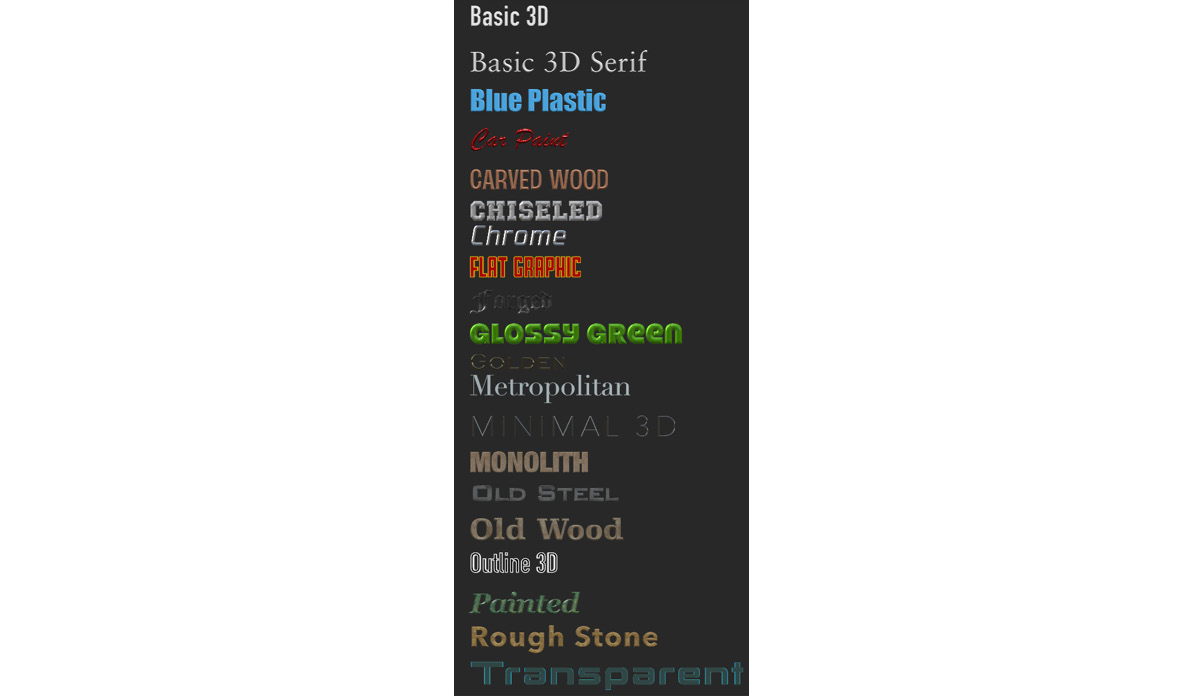 Basic 3D
Basic 3D Serif
Blue Plastic
Car Paint
CARVED WOOD
CHISELED
Chrome
FLAT GRAPHIC
Forged
GLOSSY GREEN
GOLDEN
Metropolitan
MINIMAL 3D
MONOLITH
OLD STEEL
Old Wood
Outline 3D
Painted
Rough Stone
Transparent